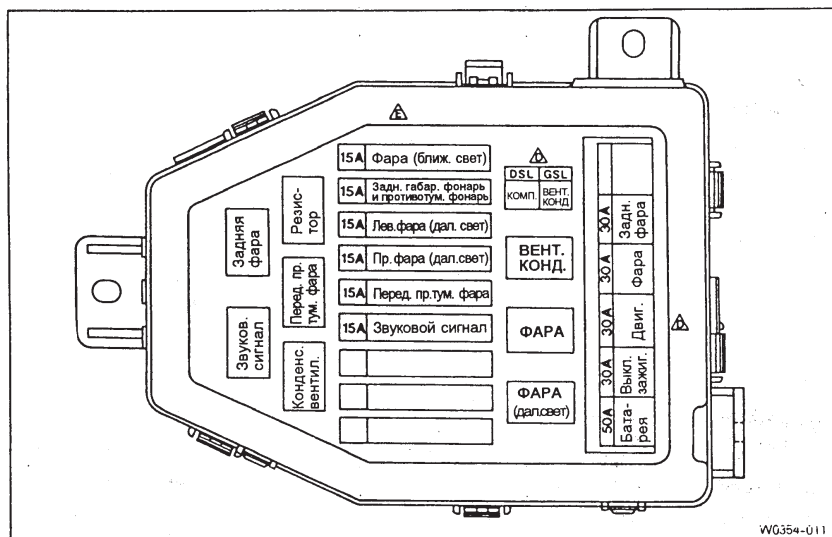 E
15A Фара (ближ. свет)
15A Задн. габар. фонарь
и противотум. фонарь
15A Лев.фара (дал. свет)
15A Пр. фара (дал.свет)
15A Перед. пр.тум. фара
15A Звуковой сигнал
Задняя
фара
Звуков.
сигнал
Резис-
тор
Перед. пр.
тум. фара
Конденс.
вентил.
D
DSL GSL
КОМП. ВЕНТ.
КОНД
ВЕНТ.
КОНД.
ФАРА
ФАРА
(дал.свет)
30A Задн.
фара
30A Фара
30A Двиг.
30A Выкл.
зажиг.
50A Бата-
рея
D
W0354-011